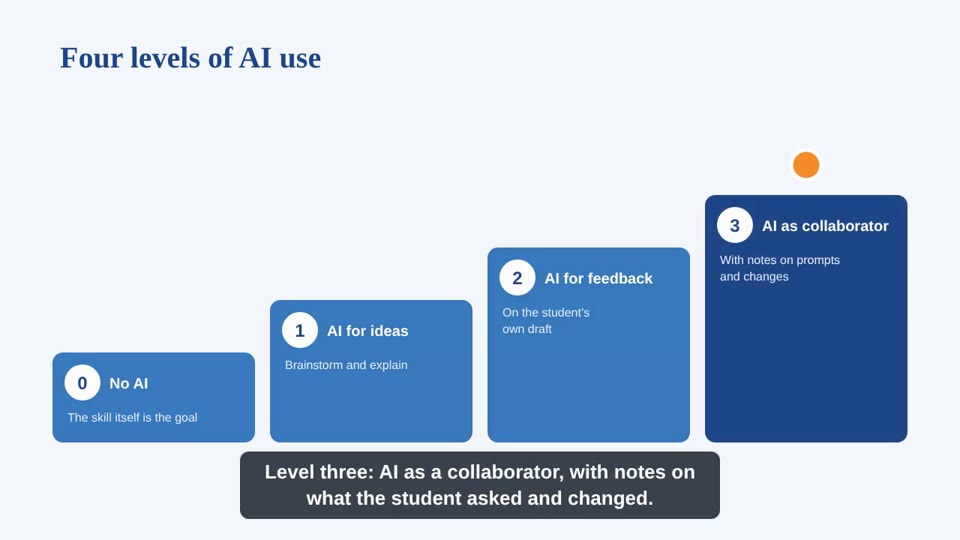 Four levels of AI use
0
No AI
The skill itself is the goal
1
AI for ideas
Brainstorm and explain
2
AI for feedback
On the student's
own draft
3
AI as collaborator
With notes on prompts
and changes
Level three: AI as a collaborator, with notes on
what the student asked and changed.